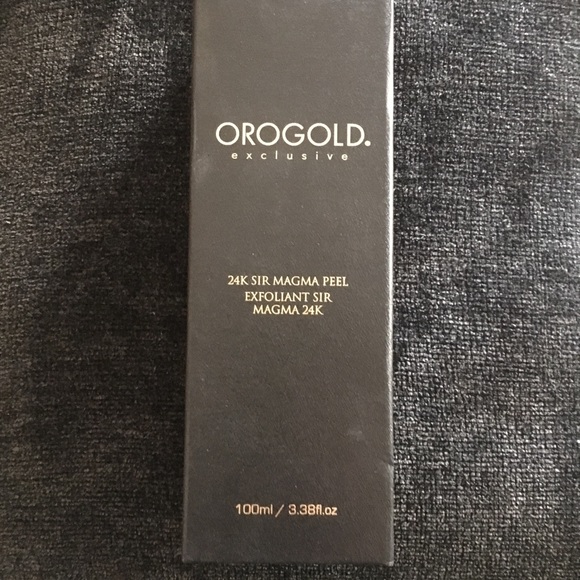 OROGOLD.
exclusive
24K SIR MAGMA PEEL
EXFOLIANT SIR
MAGMA 24K
100ml / 3.38fl.oz